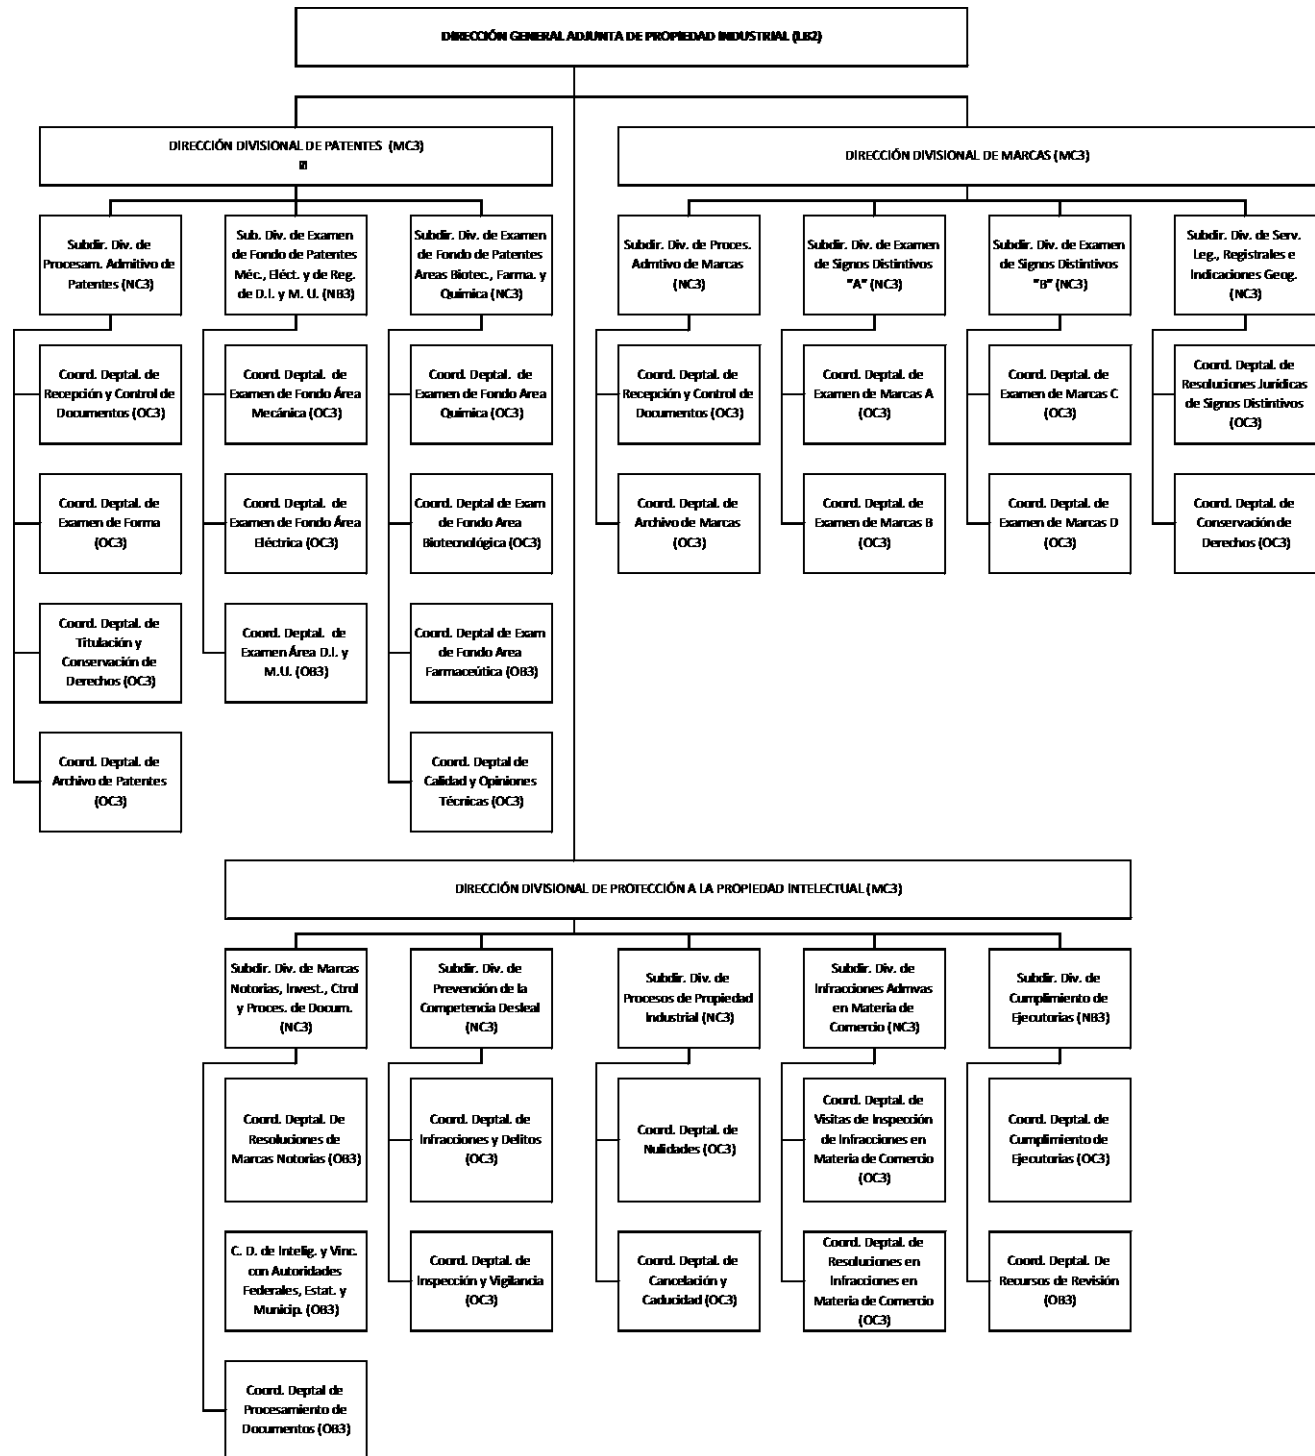 DIRECCIÓN GENERAL ADJUNTA DE PROPIEDAD INDUSTRIAL (LB2)
DIRECCIÓN DIVISIONAL DE PATENTES (MC3)
DIRECCIÓN DIVISIONAL DE MARCAS (MC3)
Subdir. Div. de
Procesam. Admitivo de
Patentes (NC3)
Sub. Div. de Examen
de Fondo de Patentes
Méc., Eléct. y de Reg.
de D.I. y M. U. (NB3)
Subdir. Div. de Examen
de Fondo de Patentes
Areas Biotec., Farma. y
Química (NC3)
Subdir. Div. de Proces.
Admtivo de Marcas
(NC3)
Subdir. Div. de Examen
de Signos Distintivos
"A" (NC3)
Subdir. Div. de Examen
de Signos Distintivos
"B" (NC3)
Subdir. Div. de Serv.
Leg., Registrales e
Indicaciones Geog.
(NC3)
Coord. Deptal. de
Recepción y Control de
Documentos (OC3)
Coord. Deptal. de
Examen de Fondo Área
Mecánica (OC3)
Coord. Deptal. de
Examen de Fondo Area
Química (OC3)
Coord. Deptal. de
Recepción y Control de
Documentos (OC3)
Coord. Deptal. de
Examen de Marcas A
(OC3)
Coord. Deptal. de
Examen de Marcas C
(OC3)
Coord. Deptal. de
Resoluciones Jurídicas
de Signos Distintivos
(OC3)
Coord. Deptal. de
Examen de Forma
(OC3)
Coord. Deptal. de
Examen de Fondo Área
Eléctrica (OC3)
Coord. Deptal de Exam
de Fondo Area
Biotecnológica (OC3)
Coord. Deptal. de
Archivo de Marcas
(OC3)
Coord. Deptal. de
Examen de Marcas B
(OC3)
Coord. Deptal. de
Examen de Marcas D
(OC3)
Coord. Deptal. de
Conservación de
Derechos (OC3)
Coord. Deptal. de
Titulación y
Conservación de
Derechos (OC3)
Coord. Deptal. de
Examen Área D.I. y
M.U. (OB3)
Coord. Deptal de Exam
de Fondo Area
Farmaceútica (OB3)
Coord. Deptal. de
Archivo de Patentes
(OC3)
Coord. Deptal de
Calidad y Opiniones
Técnicas (OC3)
DIRECCIÓN DIVISIONAL DE PROTECCIÓN A LA PROPIEDAD INTELECTUAL (MC3)
Subdir. Div. de Marcas
Notorias, Invest., Ctrol
y Proces. de Docum.
(NC3)
Subdir. Div. de
Prevención de la
Competencia Desleal
(NC3)
Subdir. Div. de
Procesos de Propiedad
Industrial (NC3)
Subdir. Div. de
Infracciones Admvas
en Materia de
Comercio (NC3)
Subdir. Div. de
Cumplimiento de
Ejecutorias (NB3)
Coord. Deptal. De
Resoluciones de
Marcas Notorias (OB3)
Coord. Deptal. de
Infracciones y Delitos
(OC3)
Coord. Deptal. de
Nulidades (OC3)
Coord. Deptal. de
Visitas de Inspección
de Infracciones en
Materia de Comercio
(OC3)
Coord. Deptal. de
Cumplimiento de
Ejecutorias (OC3)
C. D. de Intelig. y Vinc.
con Autoridades
Federales, Estat. y
Municip. (OB3)
Coord. Deptal. de
Inspección y Vigilancia
(OC3)
Coord. Deptal. de
Cancelación y
Caducidad (OC3)
Coord. Deptal. de
Resoluciones en
Infracciones en
Materia de Comercio
(OC3)
Coord. Deptal. De
Recursos de Revisión
(OB3)
Coord. Deptal de
Procesamiento de
Documentos (OB3)